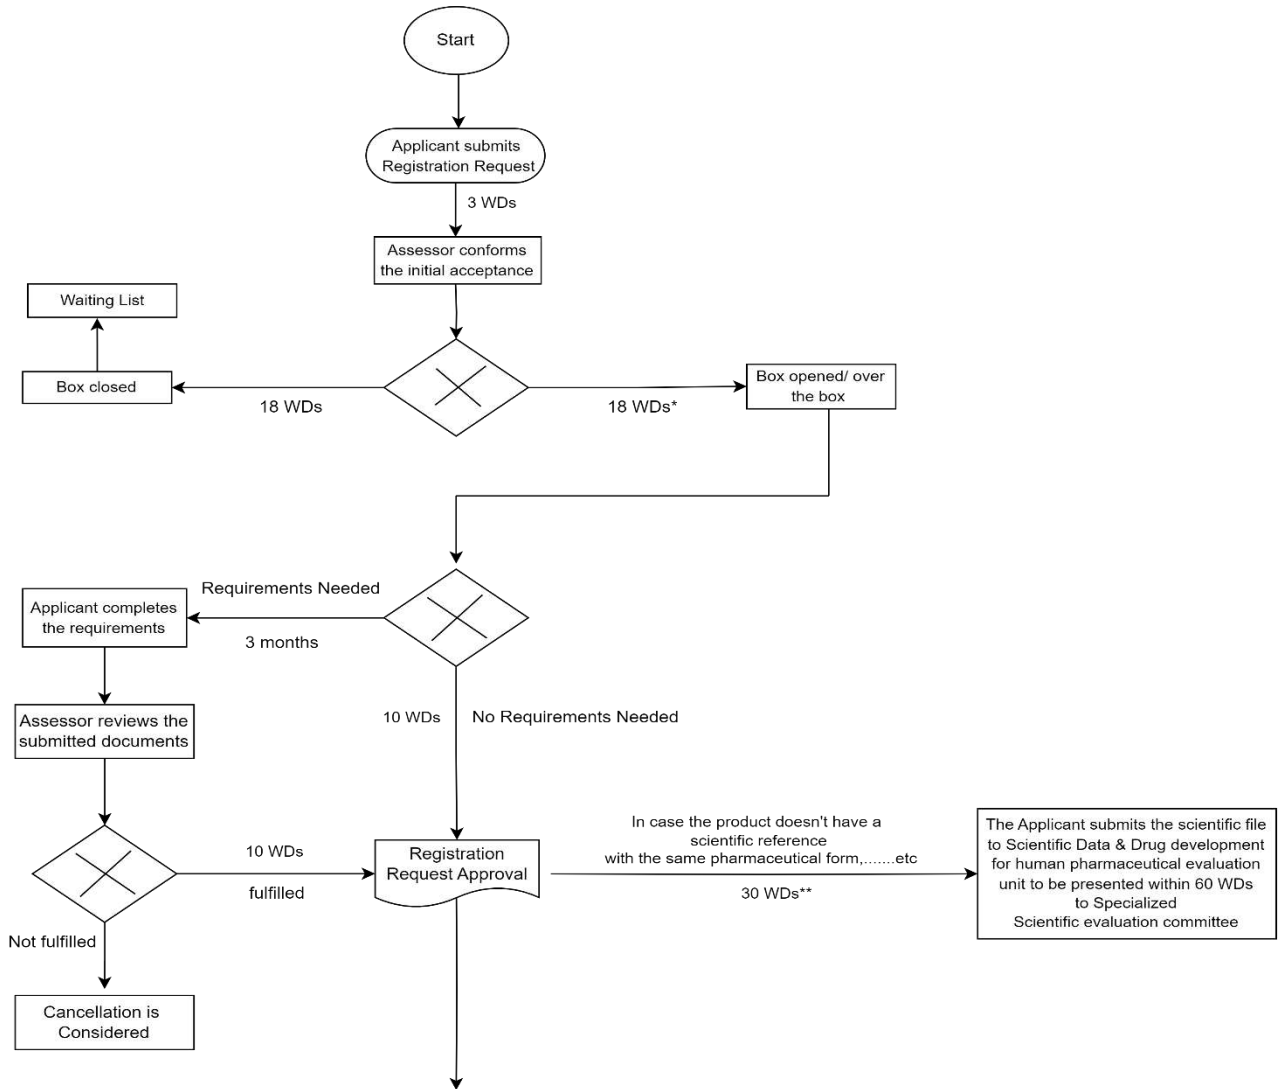 Start
Applicant submits
Registration Request
3 WDs
Assessor conforms
the initial acceptance
Waiting List
Box closed
18 WDs
18 WDs*
Box opened/ over
the box
Requirements Needed
Applicant completes
the requirements
3 months
Assessor reviews the
submitted documents
10 WDs
No Requirements Needed
10 WDs
fulfilled
Registration
Request Approval
In case the product doesn't have a
scientific reference
with the same pharmaceutical form,.......etc
30 WDs**
The Applicant submits the scientific file
to Scientific Data & Drug development
for human pharmaceutical evaluation
unit to be presented within 60 WDs
to Specialized
Scientific evaluation committee
Not fulfilled
Cancellation is
Considered